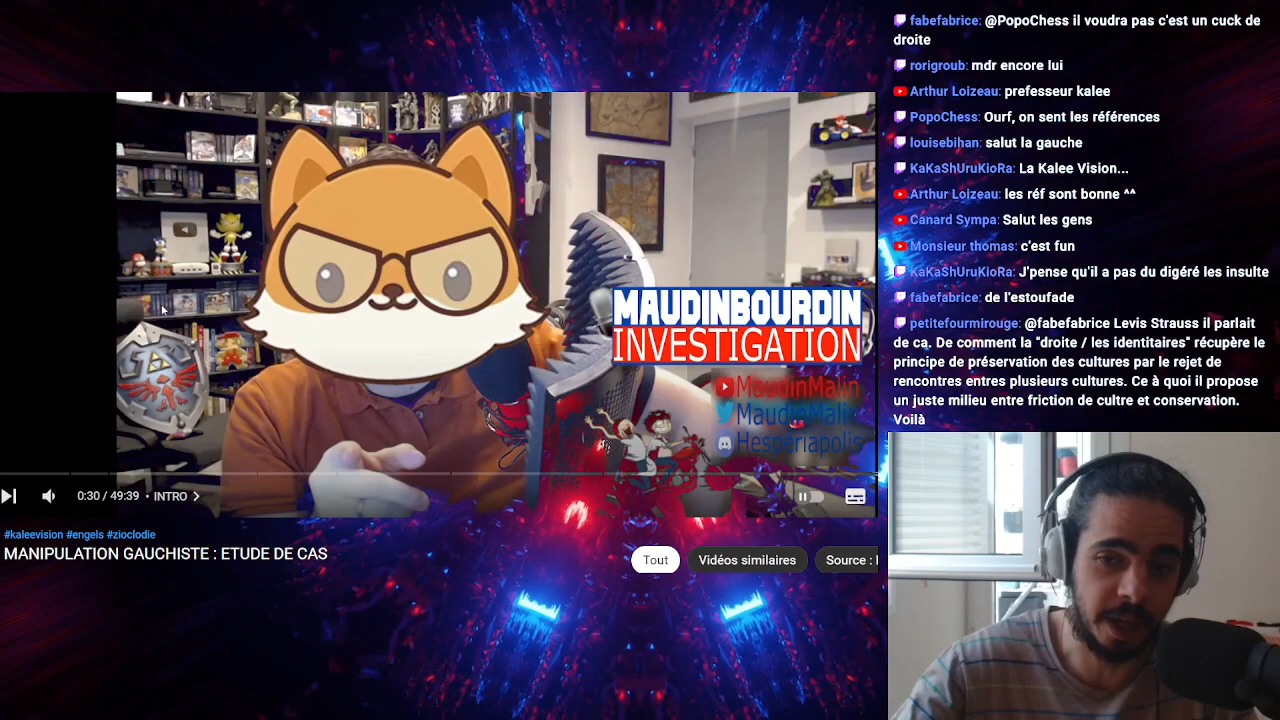 MAUDINBOURDIN
INVESTIGATION
MaudinMalin
MaudinMalin
Hesperiapolis
0:30 / 49:39 • INTRO
#kaleevision #engels #zioclodie
MANIPULATION GAUCHISTE : ETUDE DE CAS
Tout
Vidéos similaires
Source :
fabefabrice: @PopoChess il voudra pas c'est un cuck de
droite
rorigroub: mdr encore lui
Arthur Loizeau: prefesseur kalee
PopoChess: Ourf, on sent les références
louisebihan: salut la gauche
KaKaShUruKioRa: La Kalee Vision...
Arthur Loizeau: les réf sont bonne ^^
Canard Sympa: Salut les gens
Monsieur thomas: c'est fun
KaKaShUruKioRa: J'pense qu'il a pas du digéré les insulte
fabefabrice: de l'estoufade
petitefourmirouge: @fabefabrice Levis Strauss il parlait
de ca. De comment la "droite / les identitaires" récupère le
principe de préservation des cultures par le rejet de
rencontres entres plusieurs cultures. Ce à quoi il propose
un juste milieu entre friction de cultre et conservation.
Voilà